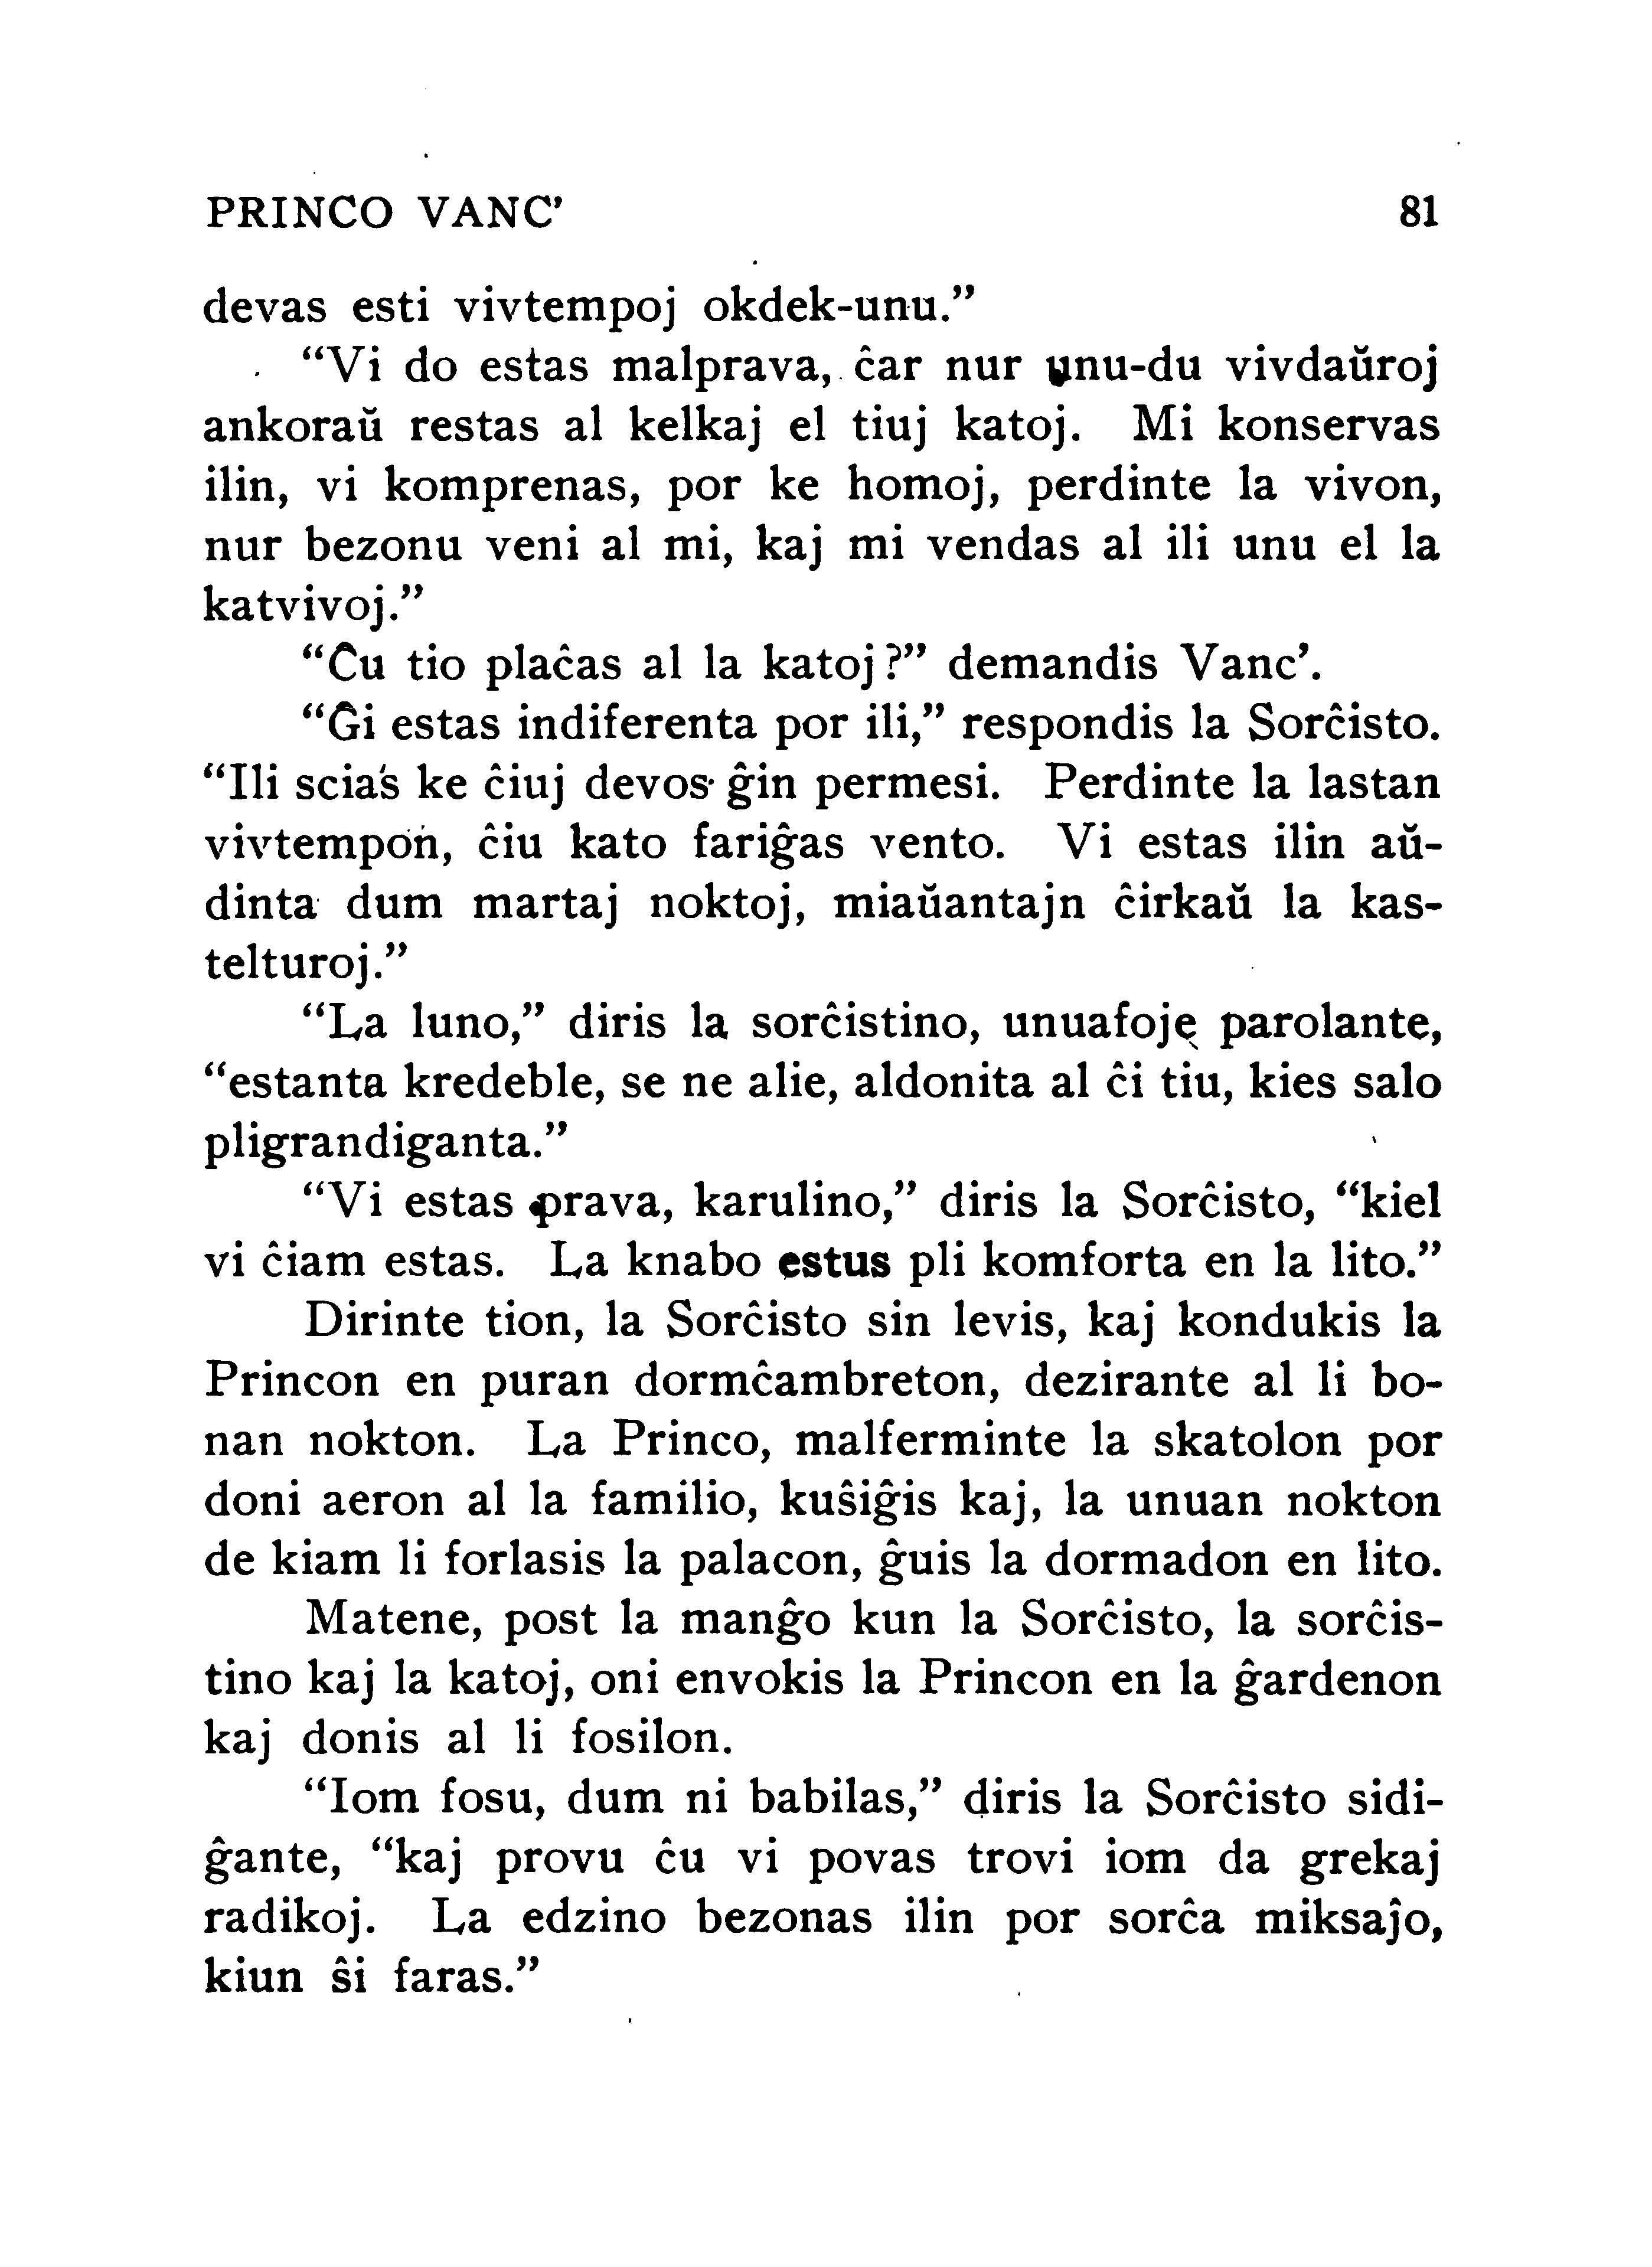 PRINCO VANC’ 81
devas esti vivtempoj okdek-unu.”
“Vi do estas malprava, ĉar nur unu-du vivdaŭroj
ankoraŭ restas al kelkaj el tiuj katoj. Mi konservas
ilin, vi komprenas, por ke homoj, perdinte la vivon,
nur bezonu veni al mi, kaj mi vendas al ili unu el la
katvivoj.”
“Ĉu tio plaĉas al la katoj?” demandis Vanc’.
“Ĝi estas indiferenta por ili,” respondis la Sorĉisto.
“Ili scias ke ĉiuj devos ĝin permesi. Perdinte la lastan
vivtempon, ĉiu kato fariĝas vento. Vi estas ilin aŭ-
dinta dum martaj noktoj, miaŭantajn ĉirkaŭ la kas-
telturoj.”
“La luno,” diris la sorĉistino, unuafoje parolante,
“estanta kredeble, se ne alie, aldonita al ĉi tiu, kies salo
pligrandiganta.”
“Vi estas prava, karulino,” diris la Sorĉisto, “kiel
vi ĉiam estas. La knabo estus pli komforta en la lito.”
Dirinte tion, la Sorĉisto sin levis, kaj kondukis la
Princon en puran dormĉambreton, dezirante al li bo-
nan nokton. La Princo, malferminte la skatolon por
doni aeron al la familio, kuŝiĝis kaj, la unuan nokton
de kiam li forlasis la palacon, ĝuis la dormadon en lito.
Matene, post la manĝo kun la Sorĉisto, la sorĉis-
tino kaj la katoj, oni envokis la Princon en la ĝardenon
kaj donis al li fosilon.
“Iom fosu, dum ni babilas,” diris la Sorĉisto sidi-
ĝante, “kaj provu ĉu vi povas trovi iom da grekaj
radikoj. La edzino bezonas ilin por sorĉa miksaĵo,
kiun ŝi faras.”